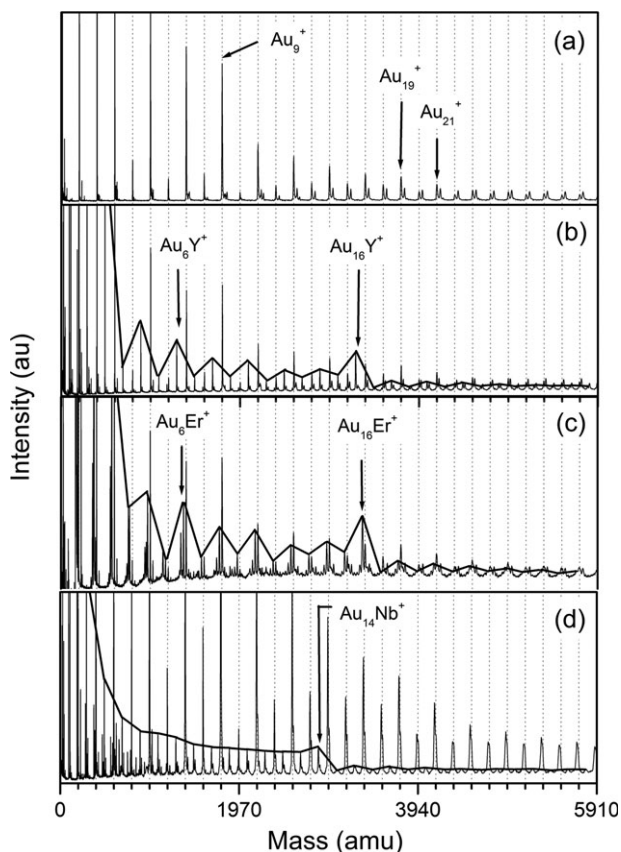 (a)
Au₉⁺
Au₁₉⁺
Au₂₁⁺
(b)
Au₆Y⁺
Au₁₆Y⁺
(c)
Au₆Er⁺
Au₁₆Er⁺
(d)
Au₁₄Nb⁺
Intensity (au)
0 1970 3940 5910
Mass (amu)